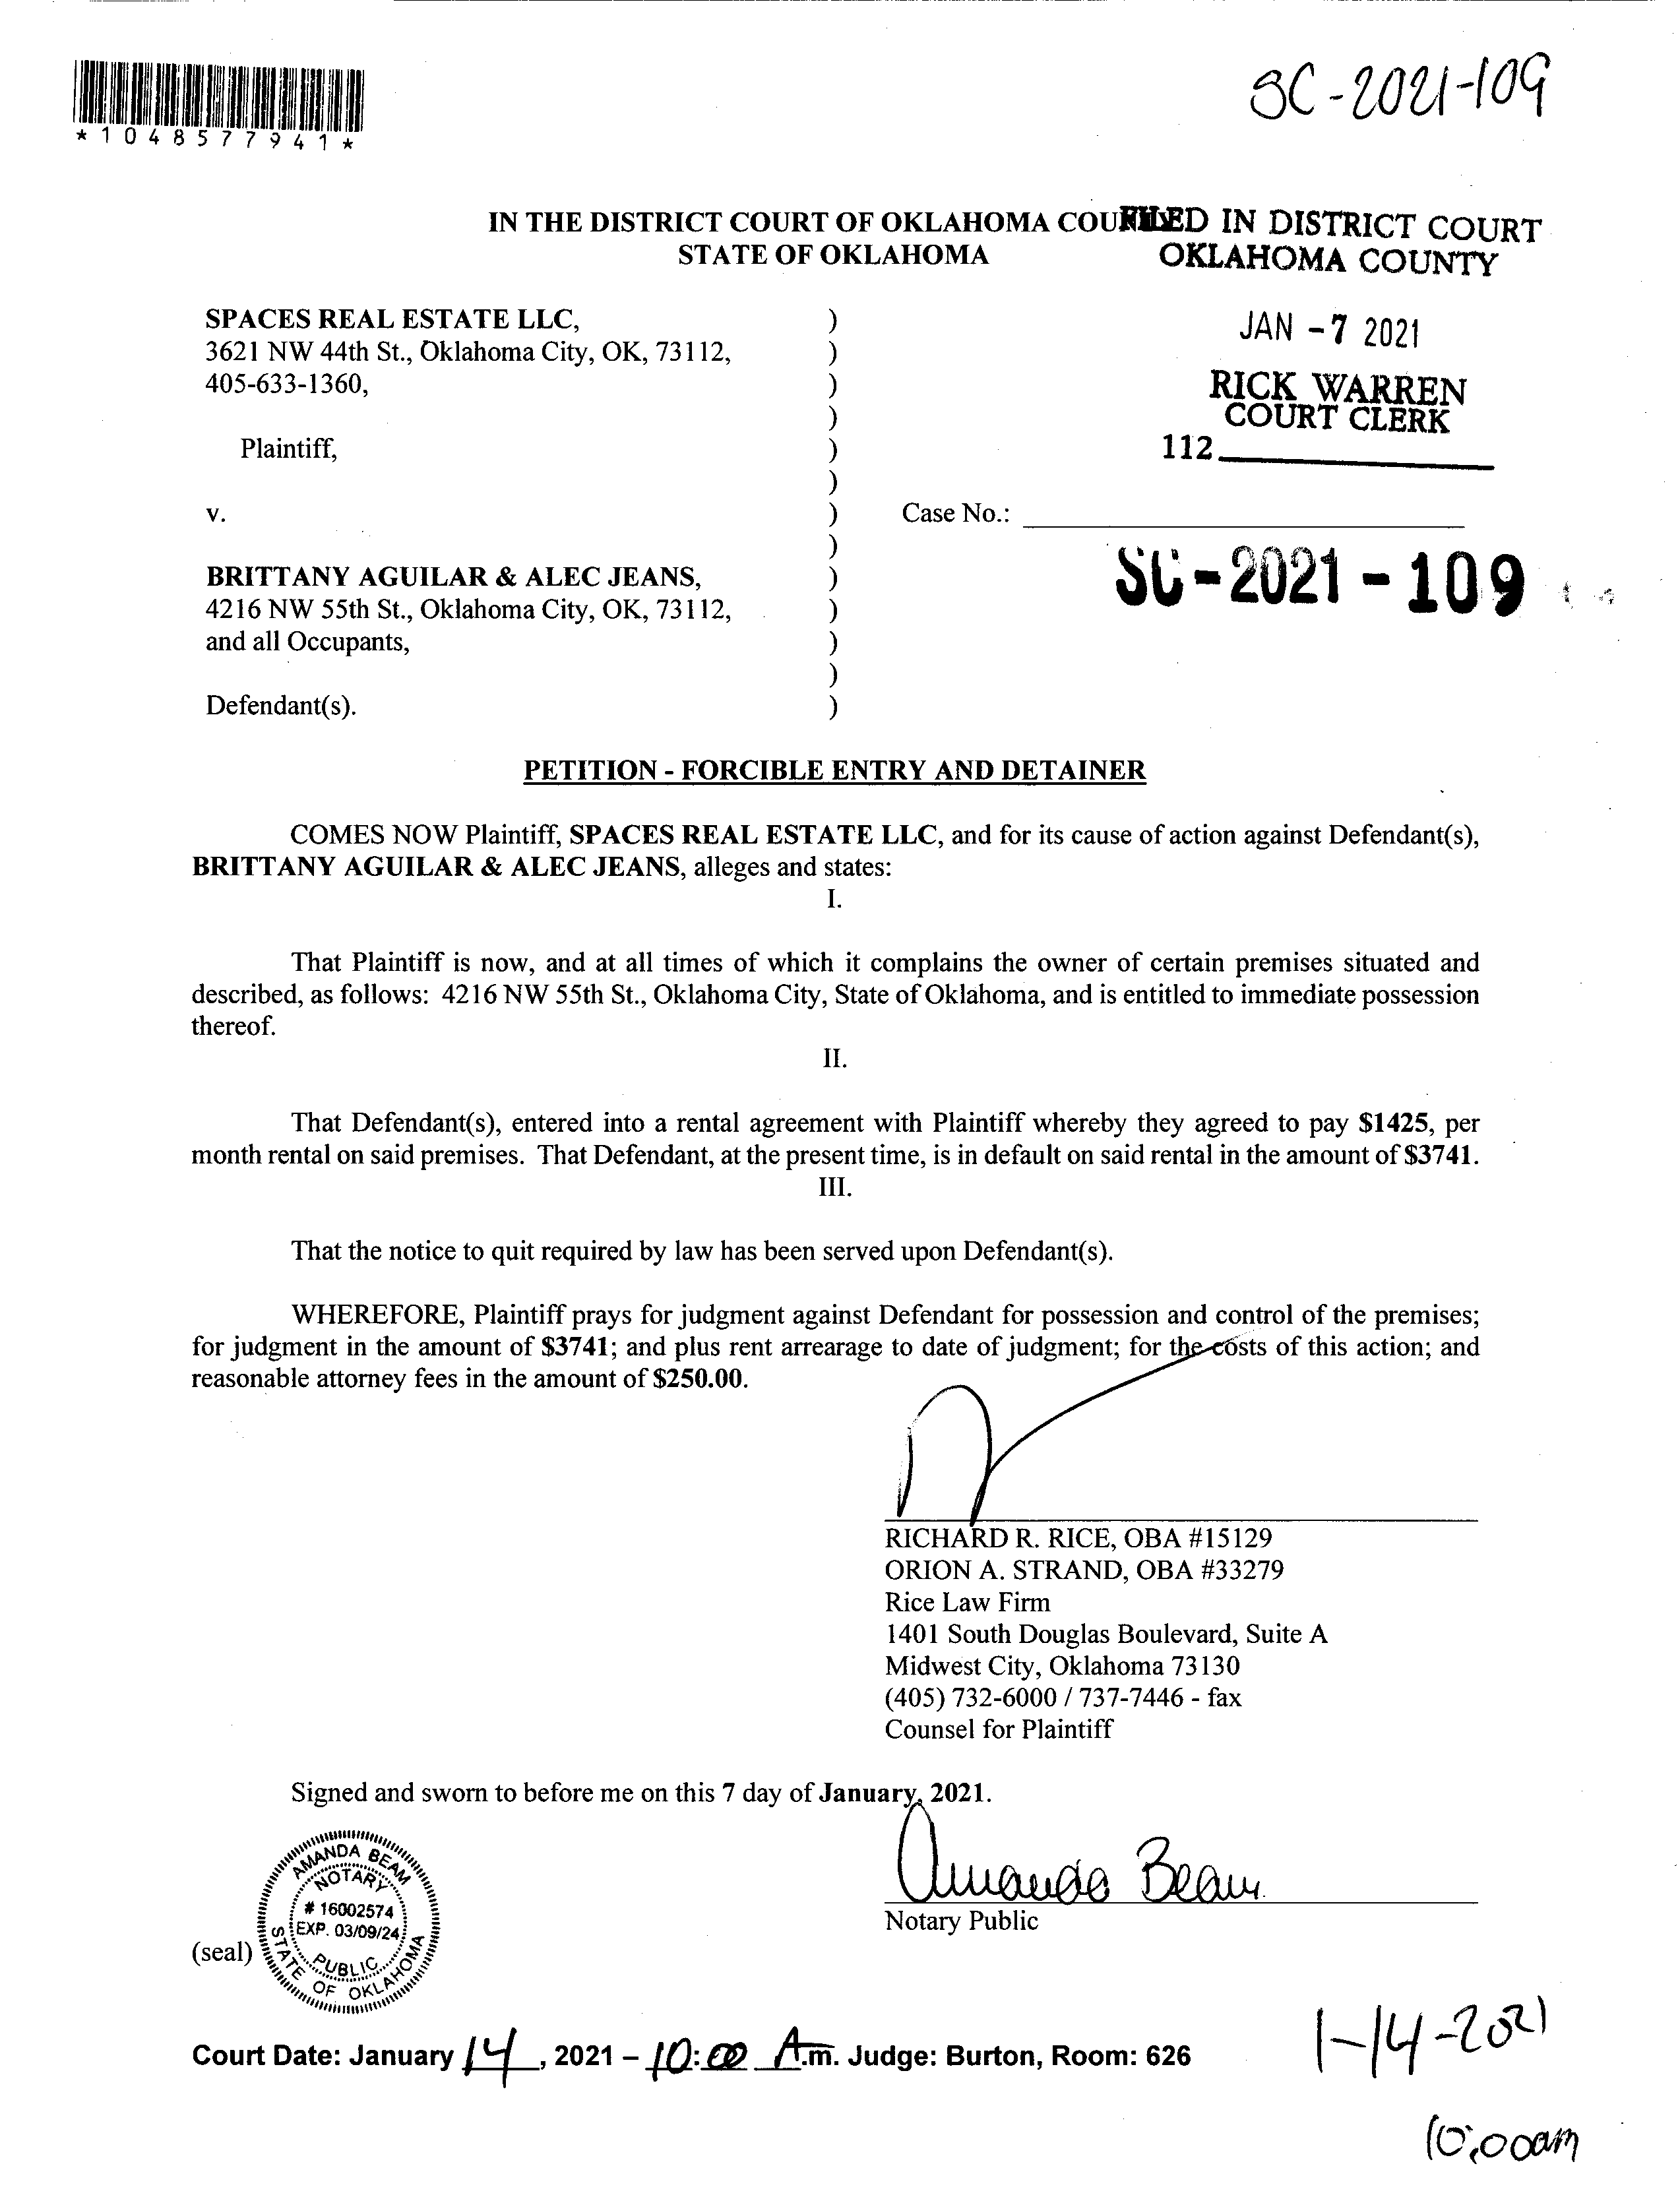 *1048577941*
SC-2021-109
IN THE DISTRICT COURT OF OKLAHOMA COU
STATE OF OKLAHOMA
FILED IN DISTRICT COURT
OKLAHOMA COUNTY
JAN -7 2021
RICK WARREN
COURT CLERK
112
SPACES REAL ESTATE LLC, )
3621 NW 44th St., Oklahoma City, OK, 73112, )
405-633-1360, )
)
Plaintiff, )
)
v. ) Case No.:
)
SC-2021-109
BRITTANY AGUILAR & ALEC JEANS, )
4216 NW 55th St., Oklahoma City, OK, 73112, )
and all Occupants, )
)
Defendant(s). )
PETITION - FORCIBLE ENTRY AND DETAINER
COMES NOW Plaintiff, SPACES REAL ESTATE LLC, and for its cause of action against Defendant(s),
BRITTANY AGUILAR & ALEC JEANS, alleges and states:
I.
That Plaintiff is now, and at all times of which it complains the owner of certain premises situated and
described, as follows: 4216 NW 55th St., Oklahoma City, State of Oklahoma, and is entitled to immediate possession
thereof.
II.
That Defendant(s), entered into a rental agreement with Plaintiff whereby they agreed to pay $1425, per
month rental on said premises. That Defendant, at the present time, is in default on said rental in the amount of $3741.
III.
That the notice to quit required by law has been served upon Defendant(s).
WHEREFORE, Plaintiff prays for judgment against Defendant for possession and control of the premises;
for judgment in the amount of $3741; and plus rent arrearage to date of judgment; for the costs of this action; and
reasonable attorney fees in the amount of $250.00.
RICHARD R. RICE, OBA #15129
ORION A. STRAND, OBA #33279
Rice Law Firm
1401 South Douglas Boulevard, Suite A
Midwest City, Oklahoma 73130
(405) 732-6000 / 737-7446 - fax
Counsel for Plaintiff
Signed and sworn to before me on this 7 day of January, 2021.
Amanda Beam
Notary Public
(seal)
AMANDA BEAM
NOTARY
# 16002574
EXP. 03/09/24
PUBLIC
STATE OF OKLAHOMA
Court Date: January 14, 2021 – 10:00 A.m. Judge: Burton, Room: 626
1-14-2021
10:00am